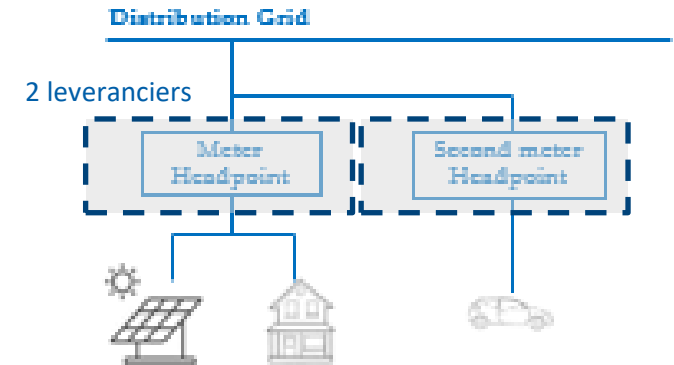 Distribution Grid
2 leveranciers
Meter
Headpoint
Second meter
Headpoint